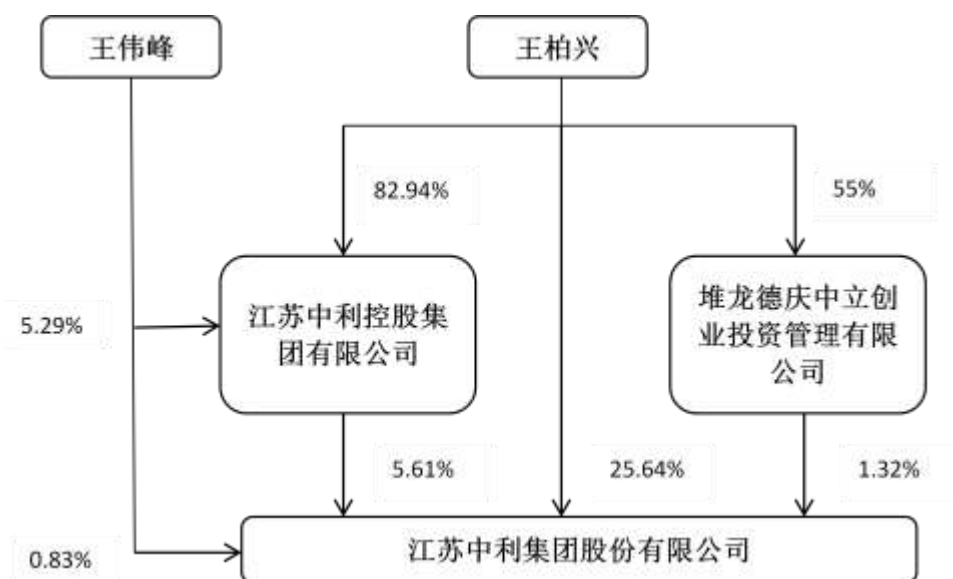 王伟峰
王柏兴
82.94%
55%
5.29%
江苏中利控股集
团有限公司
堆龙德庆中立创
业投资管理有限
公司
5.61%
25.64%
1.32%
0.83%
江苏中利集团股份有限公司